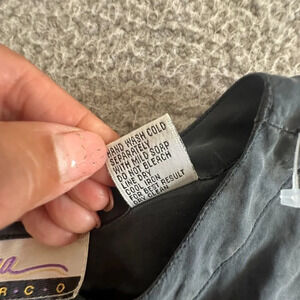 HAND WASH COLD
SEPARATELY
WITH MILD SOAP
DO NOT BLEACH
LINE DRY
COOL IRON
FOR BEST RESULT
DRY CLEAN